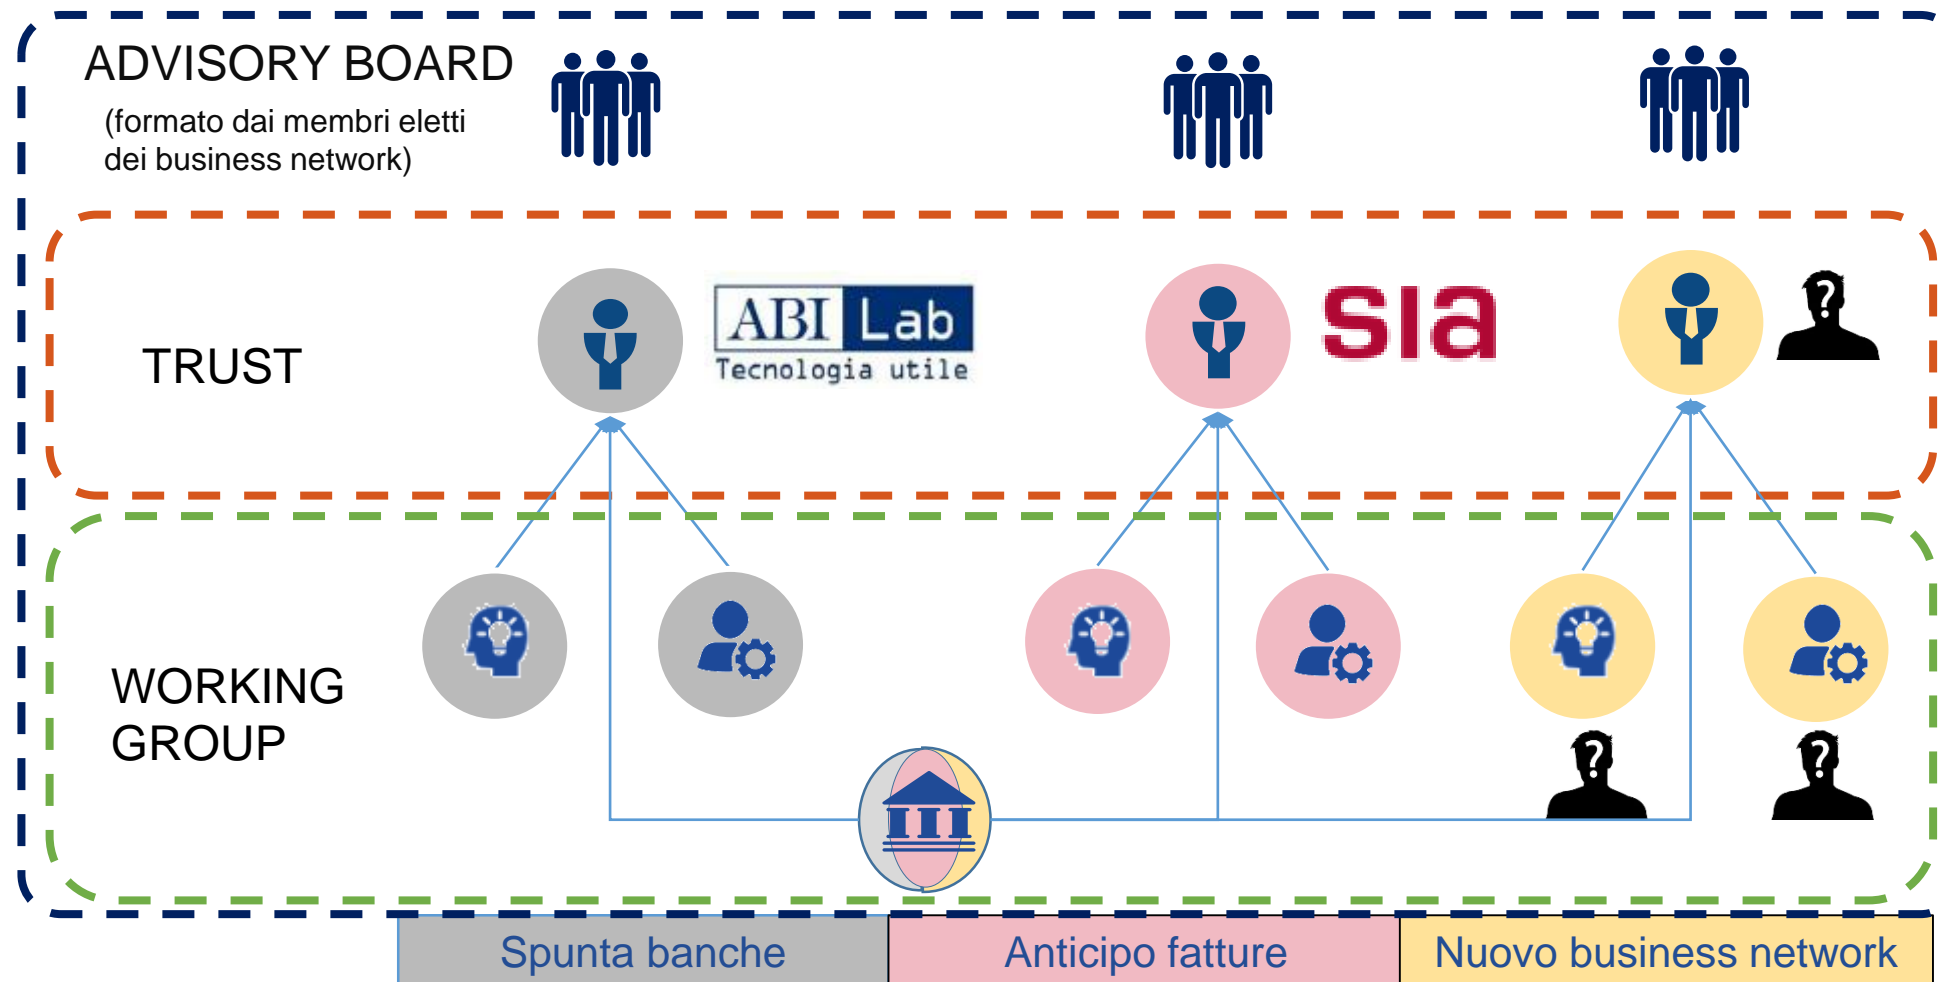 ADVISORY BOARD
(formato dai membri eletti
dei business network)
TRUST
ABI Lab
Tecnologia utile
sia
?
WORKING
GROUP
?
?
Spunta banche
Anticipo fatture
Nuovo business network